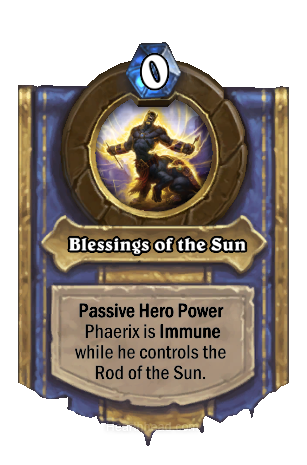 0
Blessings of the Sun
Passive Hero Power
Phaerix is Immune
while he controls the
Rod of the Sun.